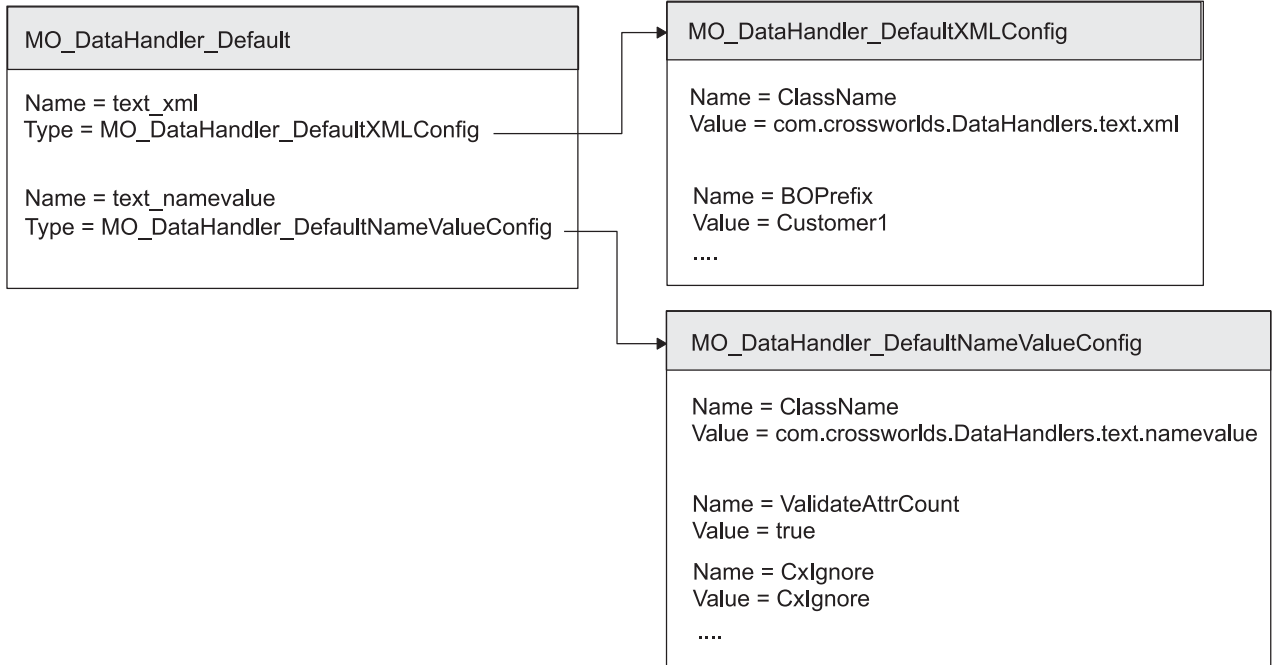 MO_DataHandler_Default
Name = text_xml
Type = MO_DataHandler_DefaultXMLConfig
Name = text_namevalue
Type = MO_DataHandler_DefaultNameValueConfig
MO_DataHandler_DefaultXMLConfig
Name = ClassName
Value = com.crossworlds.DataHandlers.text.xml
Name = BOPrefix
Value = Customer1
....
MO_DataHandler_DefaultNameValueConfig
Name = ClassName
Value = com.crossworlds.DataHandlers.text.namevalue
Name = ValidateAttrCount
Value = true
Name = CxIgnore
Value = CxIgnore
....